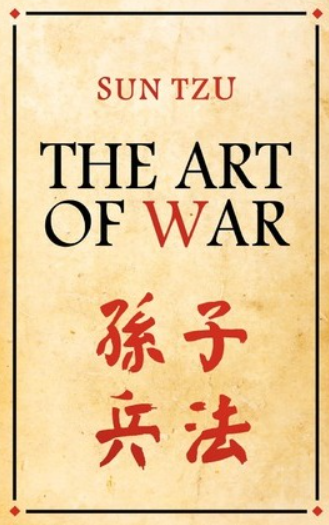 SUN TZU
THE ART
OF WAR
孫子
兵法